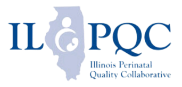 IL PQC
Illinois Perinatal
Quality Collaborative